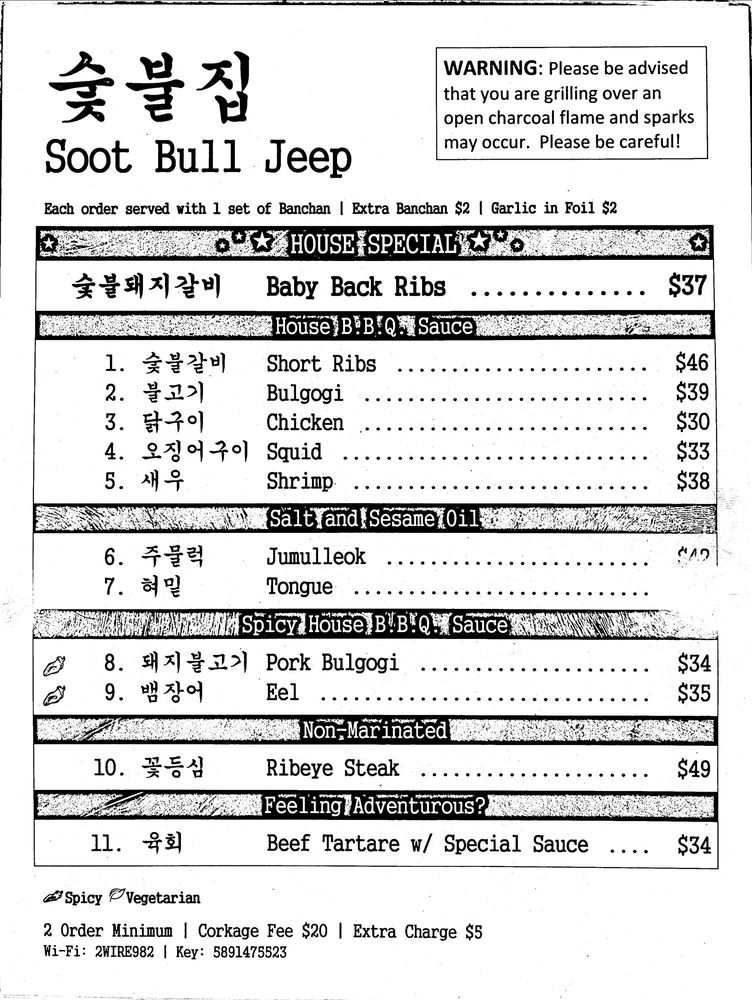 숯불집
Soot Bull Jeep
WARNING: Please be advised
that you are grilling over an
open charcoal flame and sparks
may occur. Please be careful!
Each order served with 1 set of Banchan | Extra Banchan $2 | Garlic in Foil $2
HOUSE SPECIAL
숯불돼지갈비 Baby Back Ribs .............. $37
House B.B.Q. Sauce
1. 숯불갈비 Short Ribs ....................... $46
2. 불고기 Bulgogi .......................... $39
3. 닭구이 Chicken .......................... $30
4. 오징어구이 Squid ............................ $33
5. 새우 Shrimp ........................... $38
Salt and Sesame Oil
6. 주물럭 Jumulleok ........................
7. 혀밑 Tongue ...........................
Spicy House B.B.Q. Sauce
8. 돼지불고기 Pork Bulgogi ..................... $34
9. 뱀장어 Eel .............................. $35
Non-Marinated
10. 꽃등심 Ribeye Steak ..................... $49
Feeling Adventurous?
11. 육회 Beef Tartare w/ Special Sauce .... $34
Spicy Vegetarian
2 Order Minimum | Corkage Fee $20 | Extra Charge $5
Wi-Fi: 2WIRE982 | Key: 5891475523